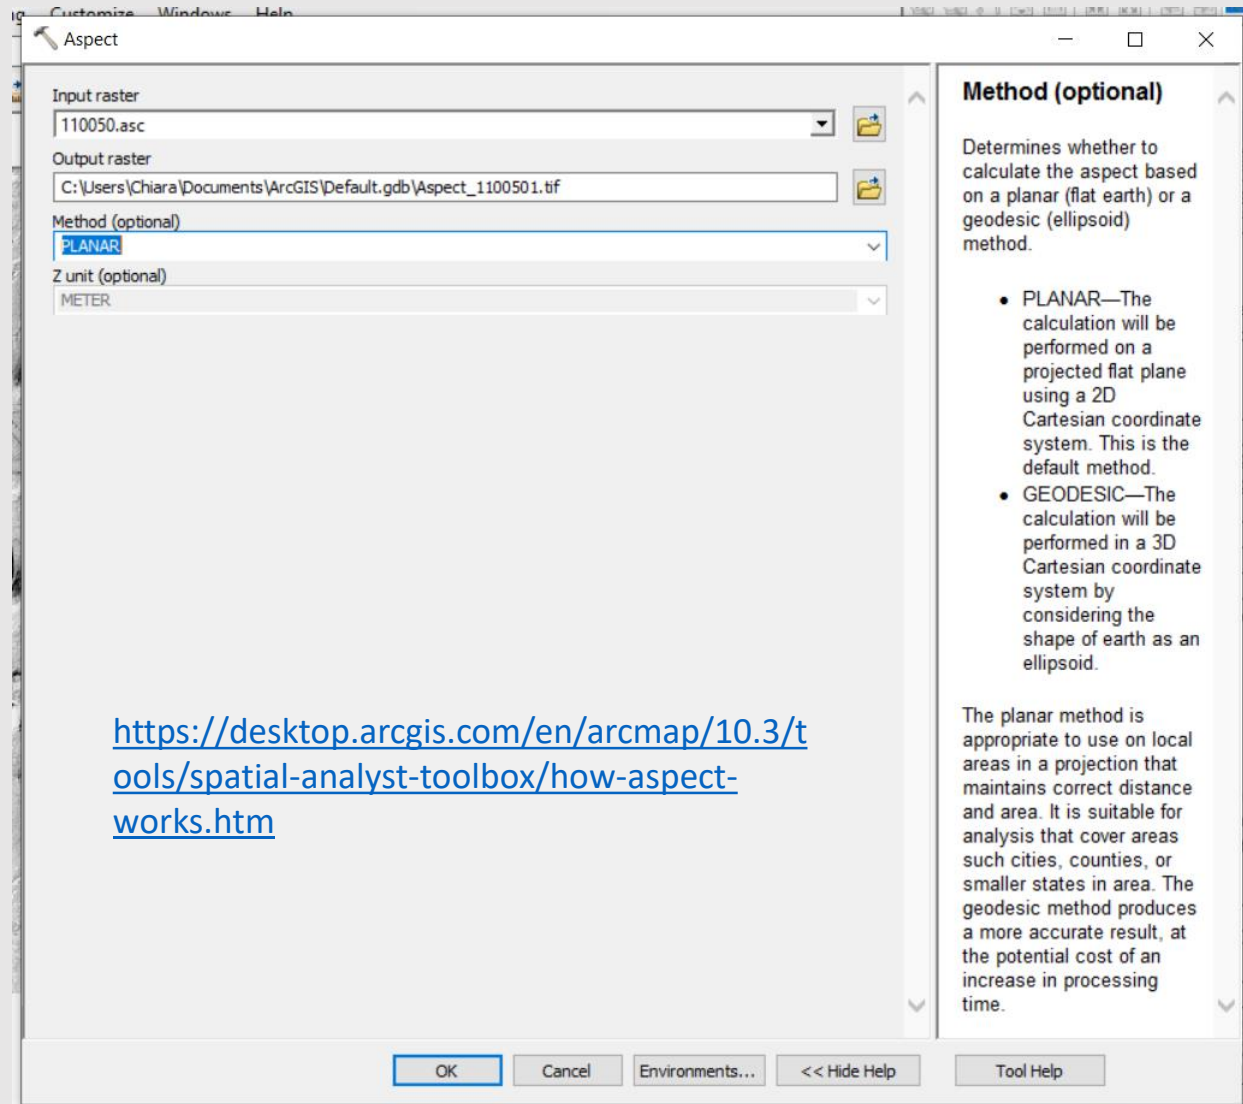 Customize Windows Help
Aspect
Input raster
110050.asc
Output raster
C:\Users\Chiara\Documents\ArcGIS\Default.gdb\Aspect_1100501.tif
Method (optional)
PLANAR
Z unit (optional)
METER
https://desktop.arcgis.com/en/arcmap/10.3/t
ools/spatial-analyst-toolbox/how-aspect-
works.htm
OK
Cancel
Environments...
<< Hide Help
Method (optional)
Determines whether to
calculate the aspect based
on a planar (flat earth) or a
geodesic (ellipsoid)
method.
• PLANAR—The
calculation will be
performed on a
projected flat plane
using a 2D
Cartesian coordinate
system. This is the
default method.
• GEODESIC—The
calculation will be
performed in a 3D
Cartesian coordinate
system by
considering the
shape of earth as an
ellipsoid.
The planar method is
appropriate to use on local
areas in a projection that
maintains correct distance
and area. It is suitable for
analysis that cover areas
such cities, counties, or
smaller states in area. The
geodesic method produces
a more accurate result, at
the potential cost of an
increase in processing
time.
Tool Help